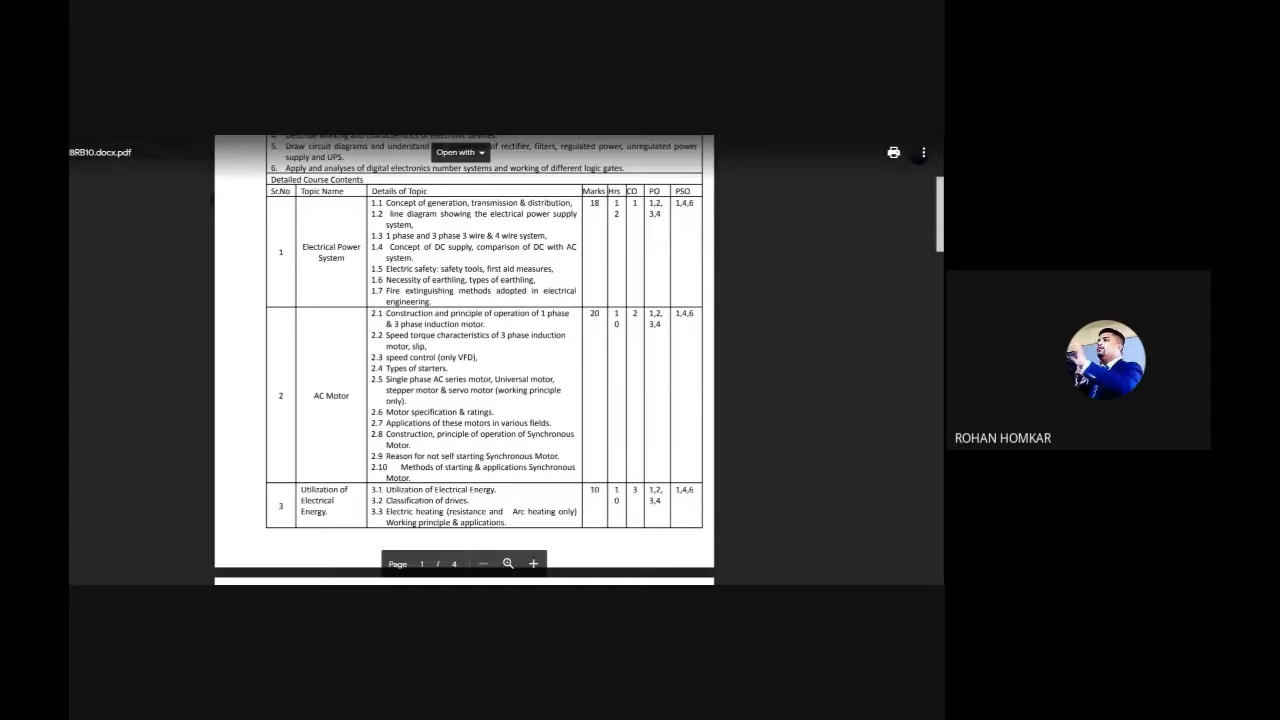 4. Describe working and characteristics of electronic devices.
5. Draw circuit diagrams and understand of rectifier, filters, regulated power, unregulated power
supply and UPS.
8RB10.docx.pdf
Open with
6. Apply and analyses of digital electronics number systems and working of different logic gates.
Detailed Course Contents
Sr.No Topic Name Details of Topic Marks Hrs CO PO PSO
1 Electrical Power System 18 12 1 1,2, 3,4 1,4,6
1.1 Concept of generation, transmission & distribution,
1.2 line diagram showing the electrical power supply
system,
1.3 1 phase and 3 phase 3 wire & 4 wire system,
1.4 Concept of DC supply, comparison of DC with AC
system.
1.5 Electric safety: safety tools, first aid measures,
1.6 Necessity of earthling, types of earthling,
1.7 Fire extinguishing methods adopted in electrical
engineering.
2 AC Motor 20 10 2 1,2, 3,4 1,4,6
2.1 Construction and principle of operation of 1 phase
& 3 phase induction motor.
2.2 Speed torque characteristics of 3 phase induction
motor, slip,
2.3 speed control (only VFD),
2.4 Types of starters.
2.5 Single phase AC series motor, Universal motor,
stepper motor & servo motor (working principle
only).
2.6 Motor specification & ratings.
2.7 Applications of these motors in various fields.
2.8 Construction, principle of operation of Synchronous
Motor.
2.9 Reason for not self starting Synchronous Motor.
2.10 Methods of starting & applications Synchronous
Motor.
3 Utilization of Electrical Energy. 10 10 3 1,2, 3,4 1,4,6
3.1 Utilization of Electrical Energy.
3.2 Classification of drives.
3.3 Electric heating (resistance and Arc heating only)
Working principle & applications.
Page 1 / 4
ROHAN HOMKAR